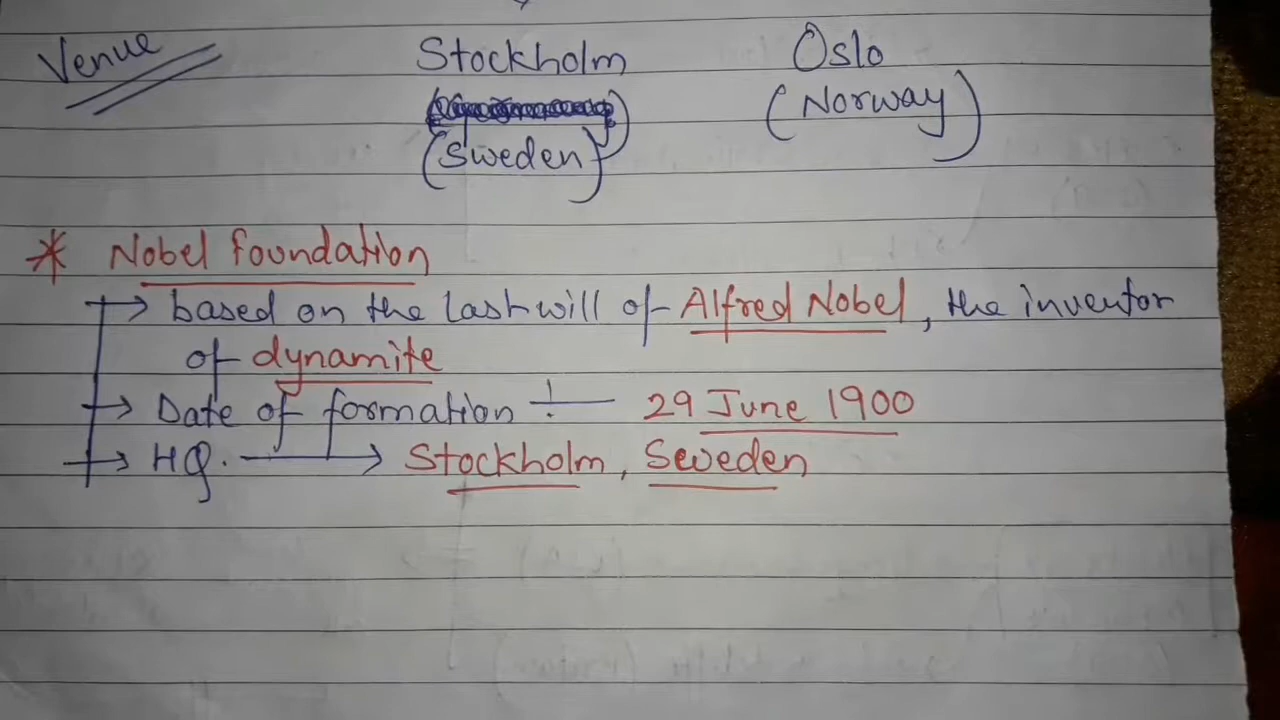 Venue Stockholm Oslo
(Norway)
(Sweden)
* Nobel foundation
→ based on the last will of Alfred Nobel, the inventor
of dynamite
→ Date of formation ÷— 29 June 1900
→ HQ. → Stockholm, Sweden